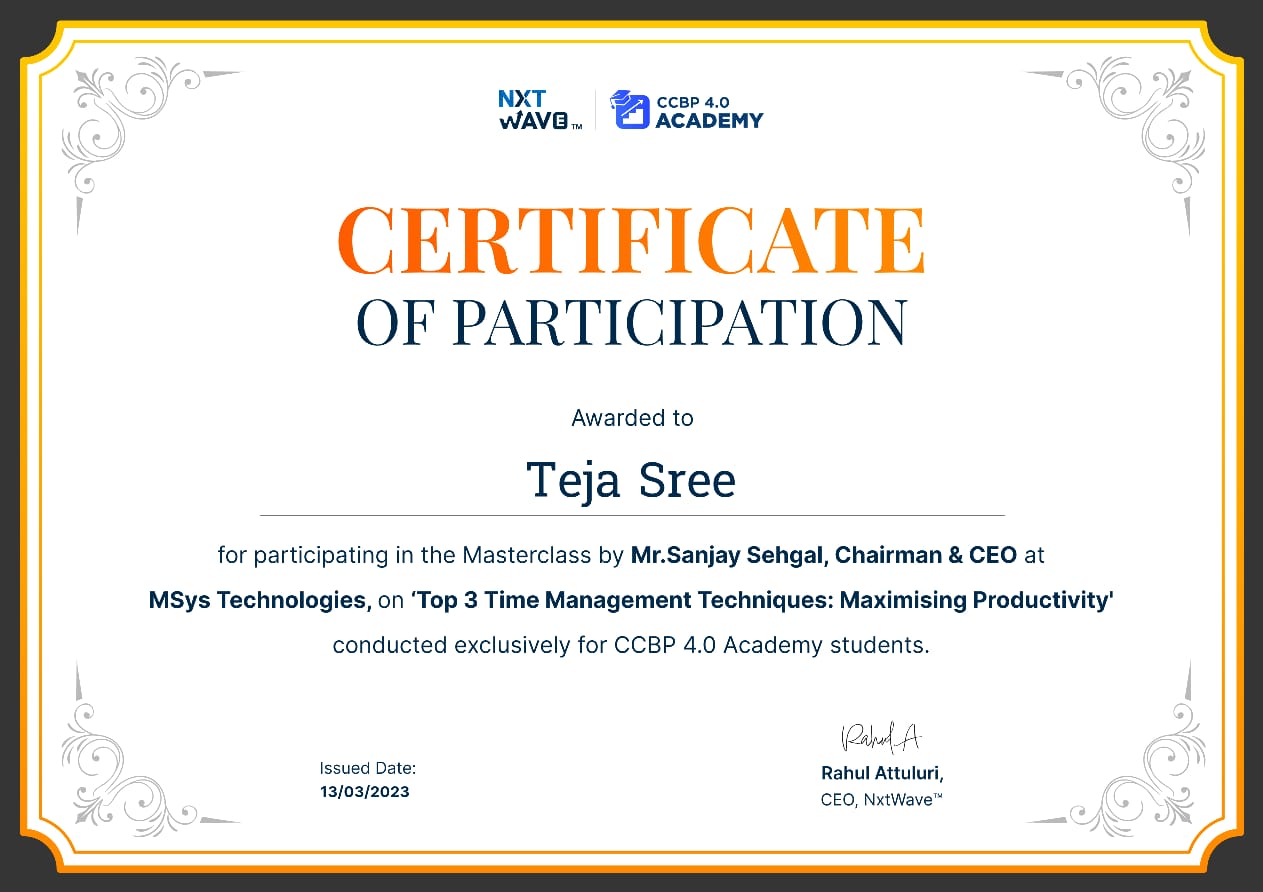 NXT
WAVE™
CCBP 4.0
ACADEMY
CERTIFICATE
OF PARTICIPATION
Awarded to
Teja Sree
for participating in the Masterclass by Mr.Sanjay Sehgal, Chairman & CEO at
MSys Technologies, on ‘Top 3 Time Management Techniques: Maximising Productivity'
conducted exclusively for CCBP 4.0 Academy students.
Issued Date:
13/03/2023
Rahul A
Rahul Attuluri,
CEO, NxtWave™